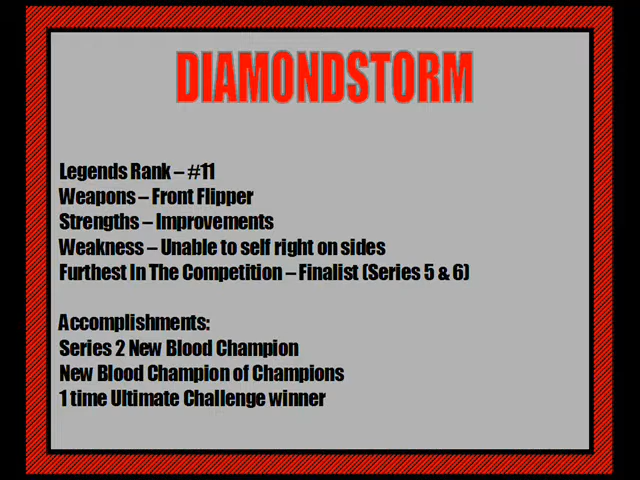 DIAMONDSTORM
Legends Rank – #11
Weapons – Front Flipper
Strengths – Improvements
Weakness – Unable to self right on sides
Furthest In The Competition – Finalist (Series 5 & 6)
Accomplishments:
Series 2 New Blood Champion
New Blood Champion of Champions
1 time Ultimate Challenge winner